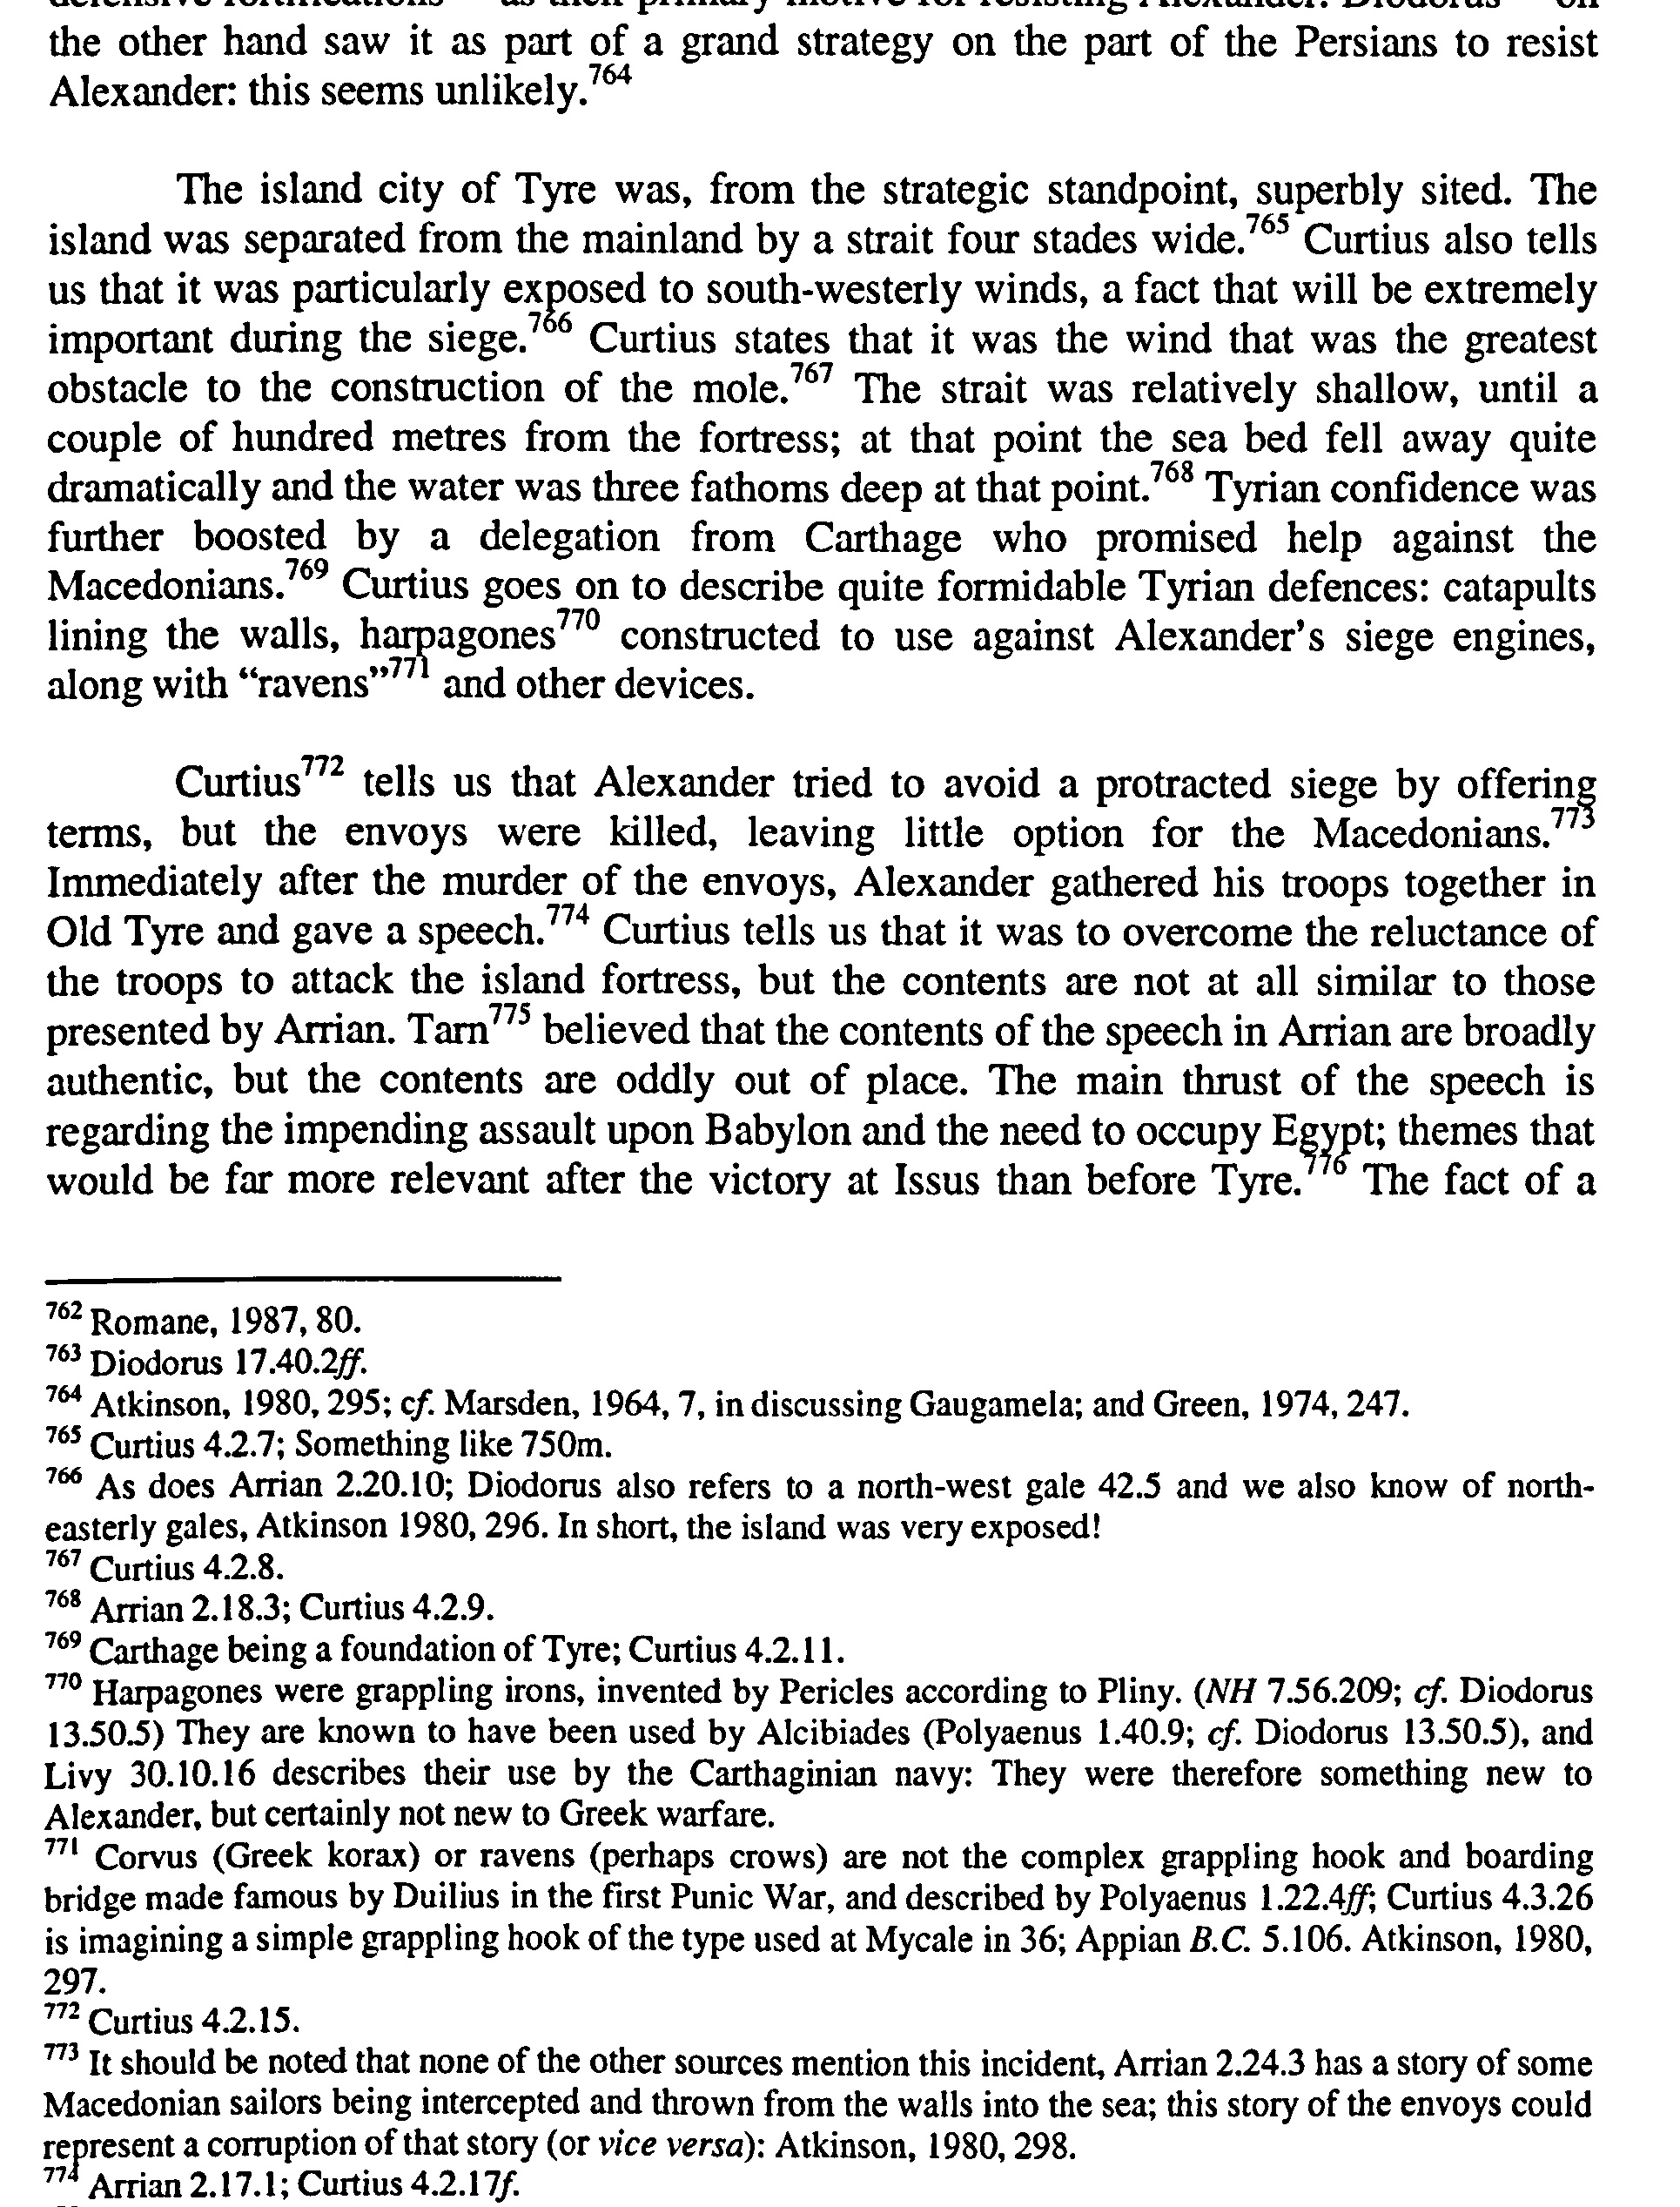 defensive fortifications as their primary motive for resisting Alexander. Diodorus on
the other hand saw it as part of a grand strategy on the part of the Persians to resist
Alexander: this seems unlikely.764
The island city of Tyre was, from the strategic standpoint, superbly sited. The
island was separated from the mainland by a strait four stades wide.765 Curtius also tells
us that it was particularly exposed to south-westerly winds, a fact that will be extremely
important during the siege.766 Curtius states that it was the wind that was the greatest
obstacle to the construction of the mole.767 The strait was relatively shallow, until a
couple of hundred metres from the fortress; at that point the sea bed fell away quite
dramatically and the water was three fathoms deep at that point.768 Tyrian confidence was
further boosted by a delegation from Carthage who promised help against the
Macedonians.769 Curtius goes on to describe quite formidable Tyrian defences: catapults
lining the walls, harpagones770 constructed to use against Alexander's siege engines,
along with “ravens”771 and other devices.
Curtius772 tells us that Alexander tried to avoid a protracted siege by offering
terms, but the envoys were killed, leaving little option for the Macedonians.773
Immediately after the murder of the envoys, Alexander gathered his troops together in
Old Tyre and gave a speech.774 Curtius tells us that it was to overcome the reluctance of
the troops to attack the island fortress, but the contents are not at all similar to those
presented by Arrian. Tarn775 believed that the contents of the speech in Arrian are broadly
authentic, but the contents are oddly out of place. The main thrust of the speech is
regarding the impending assault upon Babylon and the need to occupy Egypt; themes that
would be far more relevant after the victory at Issus than before Tyre.776 The fact of a
762 Romane, 1987, 80.
763 Diodorus 17.40.2ff.
764 Atkinson, 1980, 295; cf. Marsden, 1964, 7, in discussing Gaugamela; and Green, 1974, 247.
765 Curtius 4.2.7; Something like 750m.
766 As does Arrian 2.20.10; Diodorus also refers to a north-west gale 42.5 and we also know of north-
easterly gales, Atkinson 1980, 296. In short, the island was very exposed!
767 Curtius 4.2.8.
768 Arrian 2.18.3; Curtius 4.2.9.
769 Carthage being a foundation of Tyre; Curtius 4.2.11.
770 Harpagones were grappling irons, invented by Pericles according to Pliny. (NH 7.56.209; cf. Diodorus
13.50.5) They are known to have been used by Alcibiades (Polyaenus 1.40.9; cf. Diodorus 13.50.5), and
Livy 30.10.16 describes their use by the Carthaginian navy: They were therefore something new to
Alexander, but certainly not new to Greek warfare.
771 Corvus (Greek korax) or ravens (perhaps crows) are not the complex grappling hook and boarding
bridge made famous by Duilius in the first Punic War, and described by Polyaenus 1.22.4ff; Curtius 4.3.26
is imagining a simple grappling hook of the type used at Mycale in 36; Appian B.C. 5.106. Atkinson, 1980,
297.
772 Curtius 4.2.15.
773 It should be noted that none of the other sources mention this incident, Arrian 2.24.3 has a story of some
Macedonian sailors being intercepted and thrown from the walls into the sea; this story of the envoys could
represent a corruption of that story (or vice versa): Atkinson, 1980, 298.
774 Arrian 2.17.1; Curtius 4.2.17f.